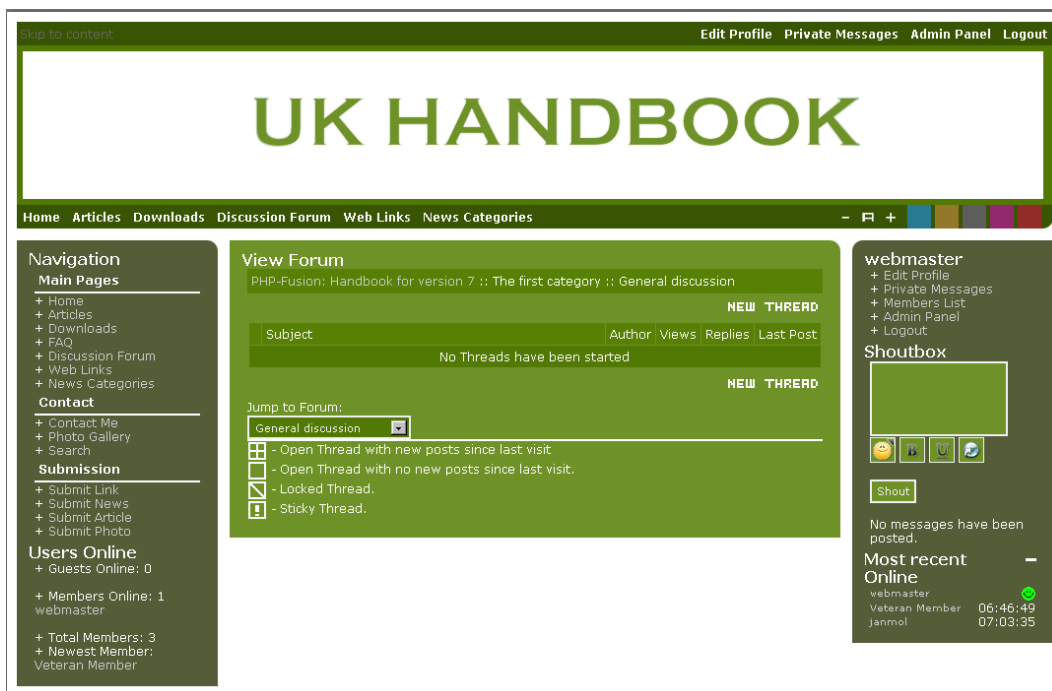 Skip to content
Edit Profile Private Messages Admin Panel Logout
UK HANDBOOK
Home Articles Downloads Discussion Forum Web Links News Categories
- A +
Navigation
Main Pages
+ Home
+ Articles
+ Downloads
+ FAQ
+ Discussion Forum
+ Web Links
+ News Categories
Contact
+ Contact Me
+ Photo Gallery
+ Search
Submission
+ Submit Link
+ Submit News
+ Submit Article
+ Submit Photo
Users Online
+ Guests Online: 0
+ Members Online: 1
webmaster
+ Total Members: 3
+ Newest Member:
Veteran Member
View Forum
PHP-Fusion: Handbook for version 7 :: The first category :: General discussion
NEW THREAD
Subject Author Views Replies Last Post
No Threads have been started
NEW THREAD
Jump to Forum:
General discussion
- Open Thread with new posts since last visit
- Open Thread with no new posts since last visit.
- Locked Thread.
! - Sticky Thread.
webmaster
+ Edit Profile
+ Private Messages
+ Members List
+ Admin Panel
+ Logout
Shoutbox
B U
Shout
No messages have been
posted.
Most recent
Online
webmaster
Veteran Member 06:46:49
janmol 07:03:35